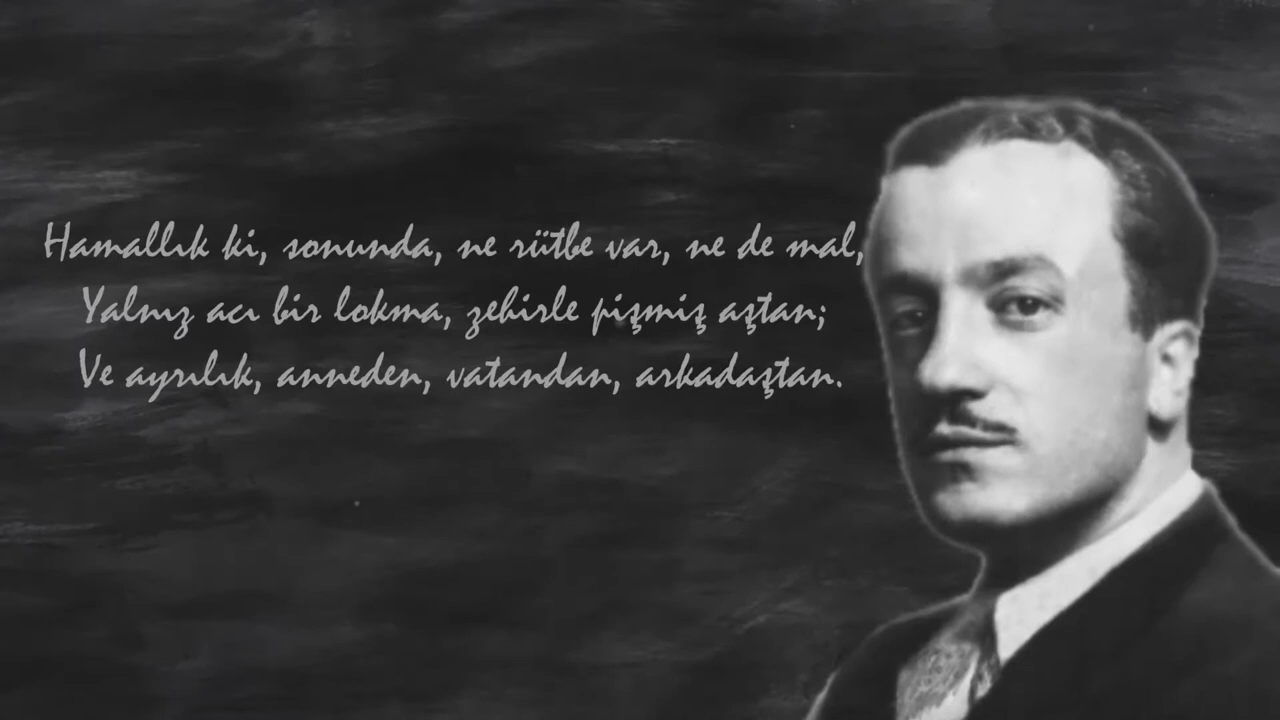 Hamallık ki, sonunda, ne rütbe var, ne de mal,
Yalnız acı bir lokma, zehirle pişmiş aştan;
Ve ayrılık, anneden, vatandan, arkadaştan.